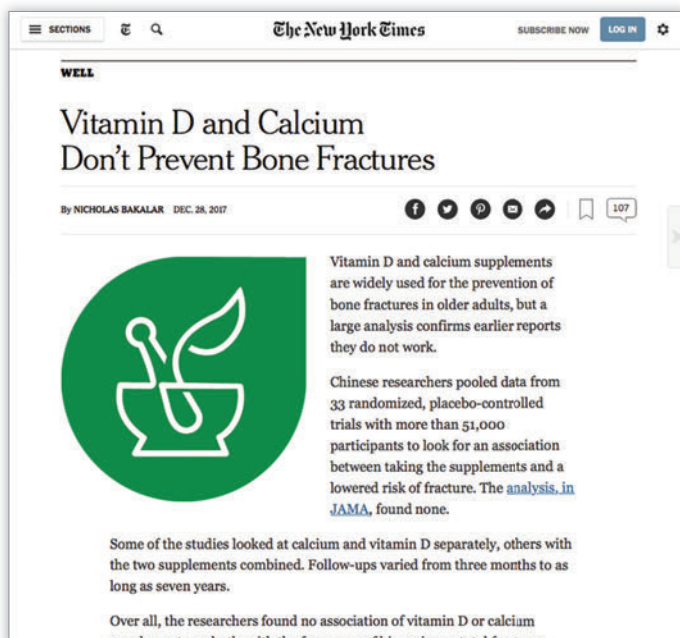 SECTIONS
The New York Times
SUBSCRIBE NOW
LOG IN
WELL
Vitamin D and Calcium
Don't Prevent Bone Fractures
By NICHOLAS BAKALAR DEC. 28, 2017
107
Vitamin D and calcium supplements
are widely used for the prevention of
bone fractures in older adults, but a
large analysis confirms earlier reports
they do not work.
Chinese researchers pooled data from
33 randomized, placebo-controlled
trials with more than 51,000
participants to look for an association
between taking the supplements and a
lowered risk of fracture. The analysis, in
JAMA, found none.
Some of the studies looked at calcium and vitamin D separately, others with
the two supplements combined. Follow-ups varied from three months to as
long as seven years.
Over all, the researchers found no association of vitamin D or calcium